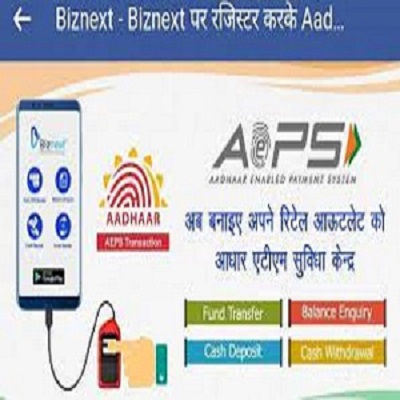 Biznext - Biznext पर रजिस्टर करके Aad...
Biznext
AADHAAR
AEPS Transaction
AePS
AADHAAR ENABLED PAYMENT SYSTEM
अब बनाइए अपने रिटेल आऊटलेट को
आधार एटीएम सुविधा केन्द्र
Fund Transfer
Balance Enquiry
Cash Deposit
Cash Withdrawal